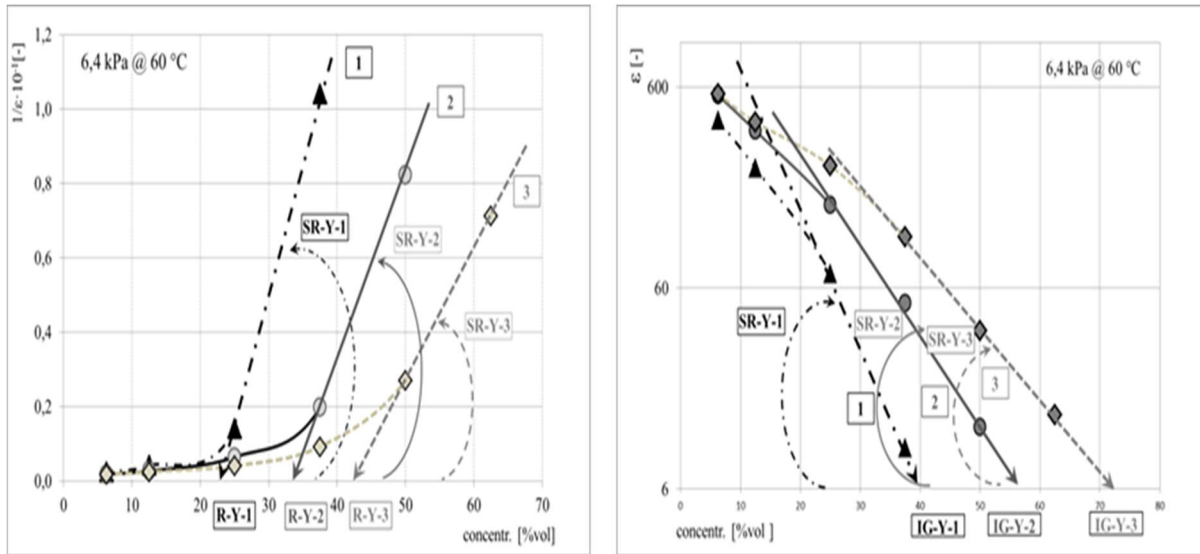 1/ε·10⁻¹[-]
1,2
1,0
0,8
0,6
0,4
0,2
0,0
6,4 kPa @ 60 °C
1
2
3
SR-Y-1
SR-Y-2
SR-Y-3
0 10 20 30 40 50 60 70
R-Y-1 R-Y-2 R-Y-3
concentr. [%vol]
ε [-]
600
60
6
6,4 kPa @ 60 °C
SR-Y-1
SR-Y-2
SR-Y-3
1
2
3
0 10 20 30 40 50 60 70 80
IG-Y-1 IG-Y-2 IG-Y-3
concentr. [%vol ]